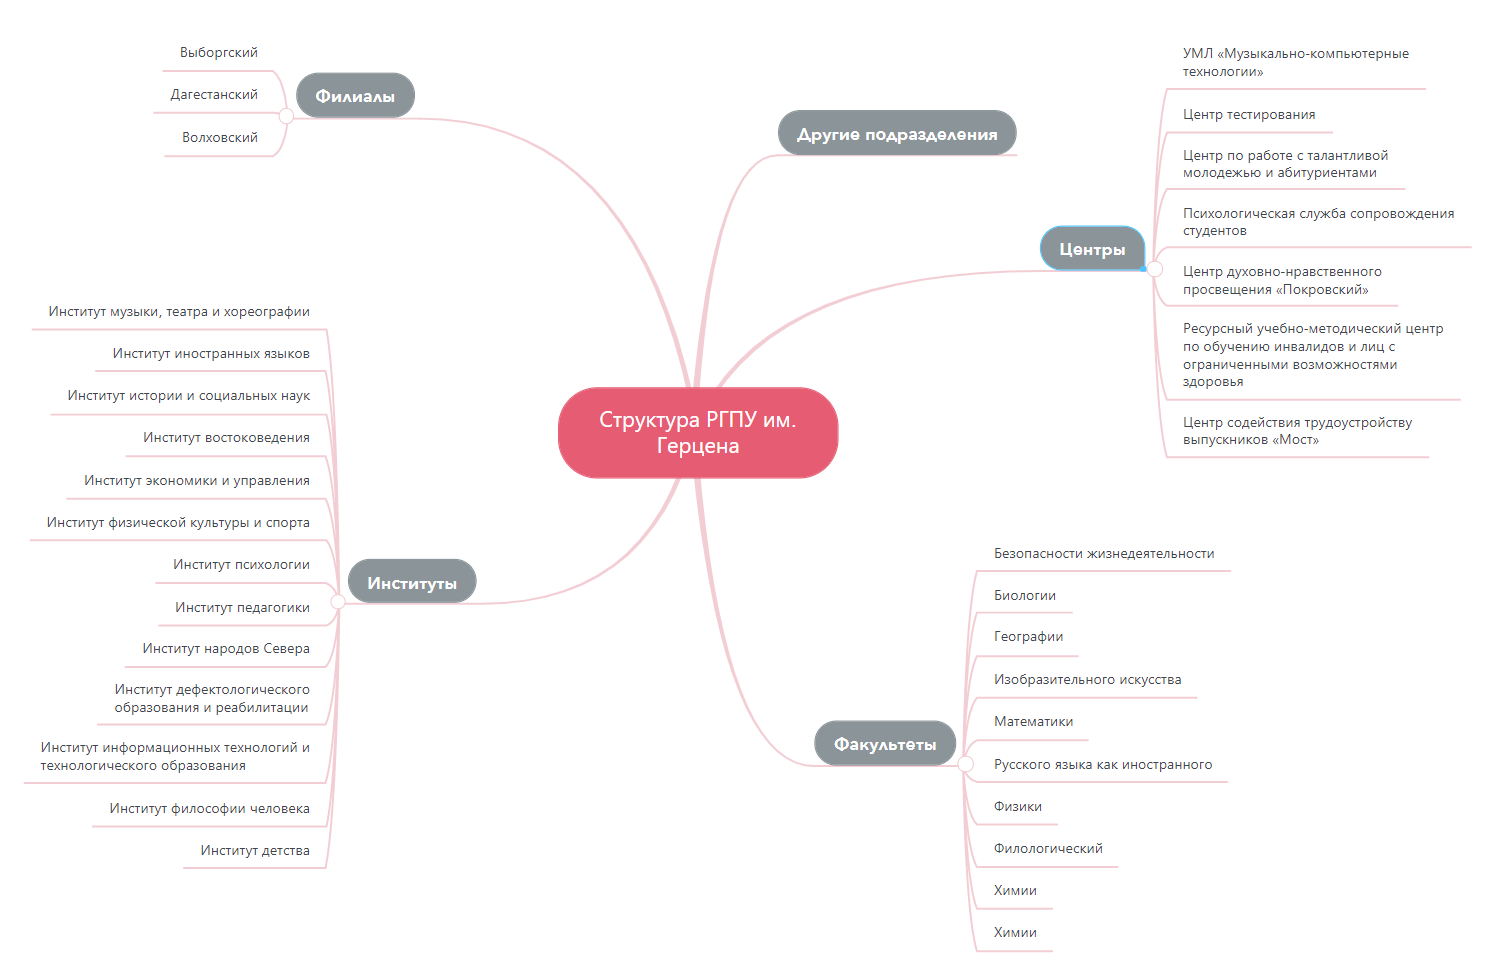 Структура РГПУ им.
Герцена
Филиалы
Выборгский
Дагестанский
Волховский
Другие подразделения
Центры
УМЛ «Музыкально-компьютерные
технологии»
Центр тестирования
Центр по работе с талантливой
молодежью и абитуриентами
Психологическая служба сопровождения
студентов
Центр духовно-нравственного
просвещения «Покровский»
Ресурсный учебно-методический центр
по обучению инвалидов и лиц с
ограниченными возможностями
здоровья
Центр содействия трудоустройству
выпускников «Мост»
Институты
Институт музыки, театра и хореографии
Институт иностранных языков
Институт истории и социальных наук
Институт востоковедения
Институт экономики и управления
Институт физической культуры и спорта
Институт психологии
Институт педагогики
Институт народов Севера
Институт дефектологического
образования и реабилитации
Институт информационных технологий и
технологического образования
Институт философии человека
Институт детства
Факультеты
Безопасности жизнедеятельности
Биологии
Географии
Изобразительного искусства
Математики
Русского языка как иностранного
Физики
Филологический
Химии
Химии